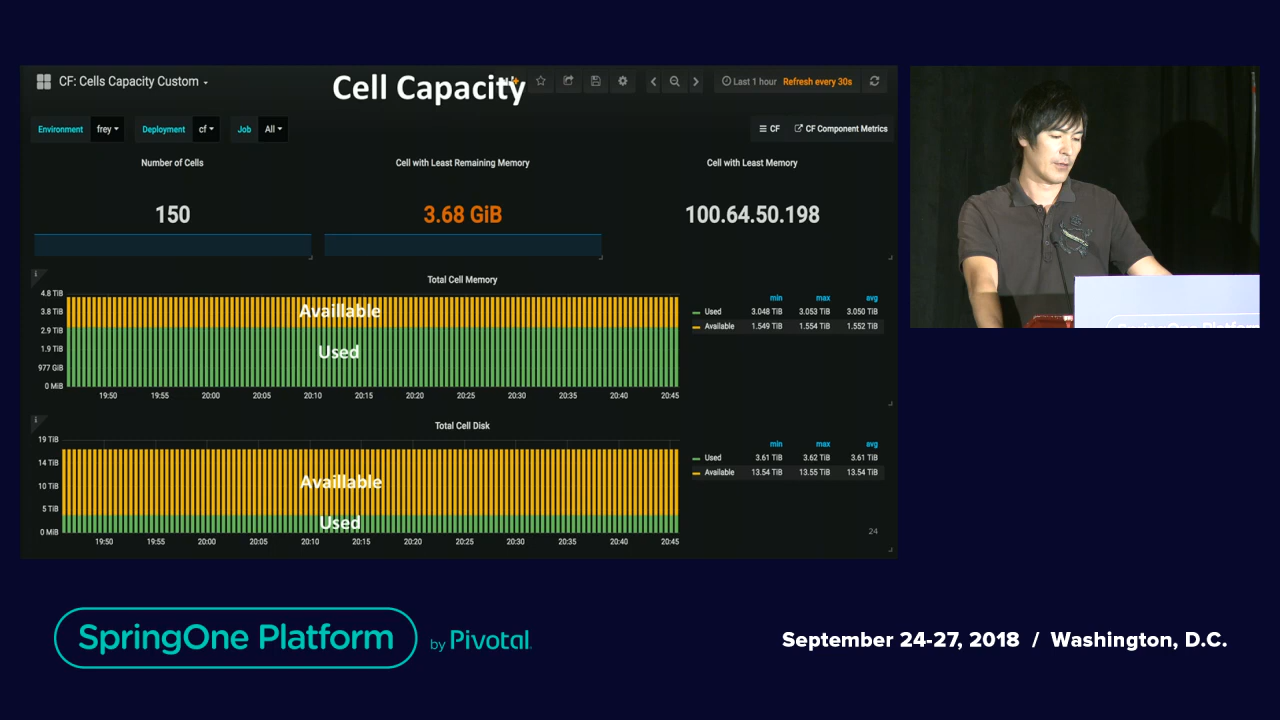 CF: Cells Capacity Custom
Cell Capacity
Last 1 hour Refresh every 30s
Environment frey Deployment cf Job All
CF CF Component Metrics
Number of Cells
150
Cell with Least Remaining Memory
3.68 GiB
Cell with Least Memory
100.64.50.198
Total Cell Memory
4.8 TiB
3.8 TiB
2.9 TiB
1.9 TiB
977 GiB
0 MiB
Availlable
Used
19:50 19:55 20:00 20:05 20:10 20:15 20:20 20:25 20:30 20:35 20:40 20:45
min max avg
Used 3.048 TiB 3.053 TiB 3.050 TiB
Available 1.549 TiB 1.554 TiB 1.552 TiB
Total Cell Disk
19 TiB
14 TiB
10 TiB
5 TiB
0 MiB
Availlable
Used
19:50 19:55 20:00 20:05 20:10 20:15 20:20 20:25 20:30 20:35 20:40 20:45
min max avg
Used 3.61 TiB 3.62 TiB 3.61 TiB
Available 13.54 TiB 13.55 TiB 13.54 TiB
24
SpringOne Platform
SpringOne Platform by Pivotal.
September 24-27, 2018 / Washington, D.C.